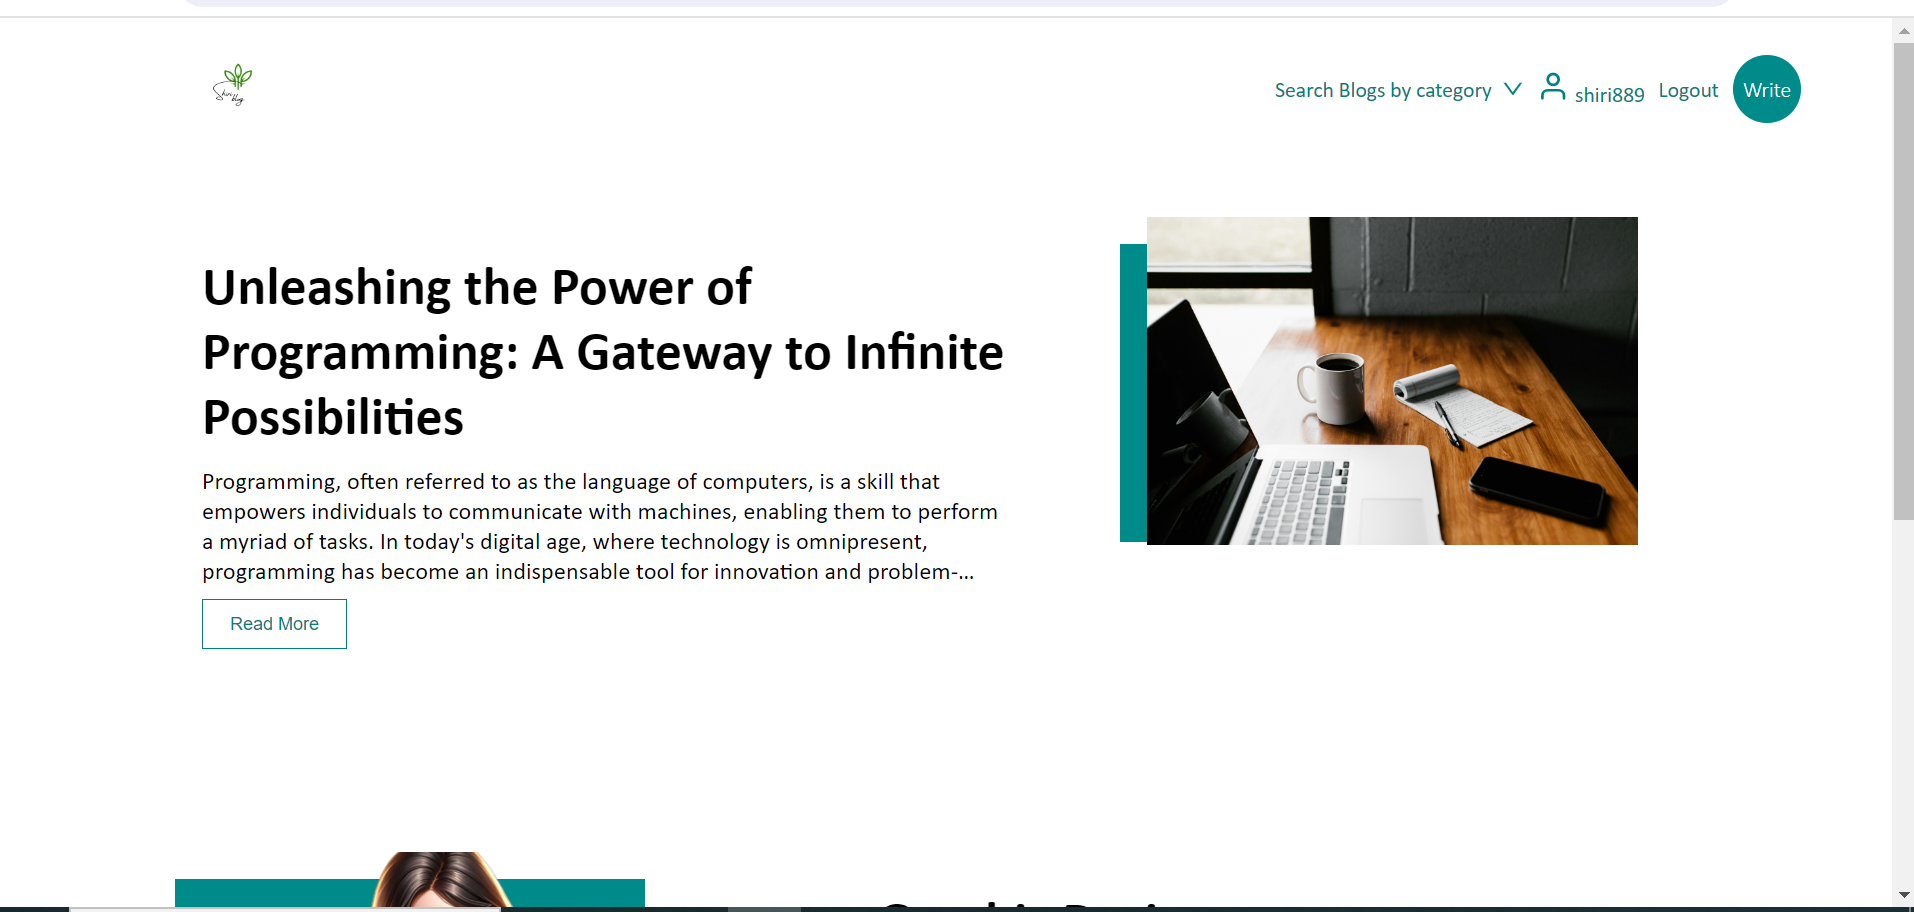 Shiri
blog
Search Blogs by category
shiri889
Logout
Write
Unleashing the Power of
Programming: A Gateway to Infinite
Possibilities
Programming, often referred to as the language of computers, is a skill that
empowers individuals to communicate with machines, enabling them to perform
a myriad of tasks. In today's digital age, where technology is omnipresent,
programming has become an indispensable tool for innovation and problem-...
Read More